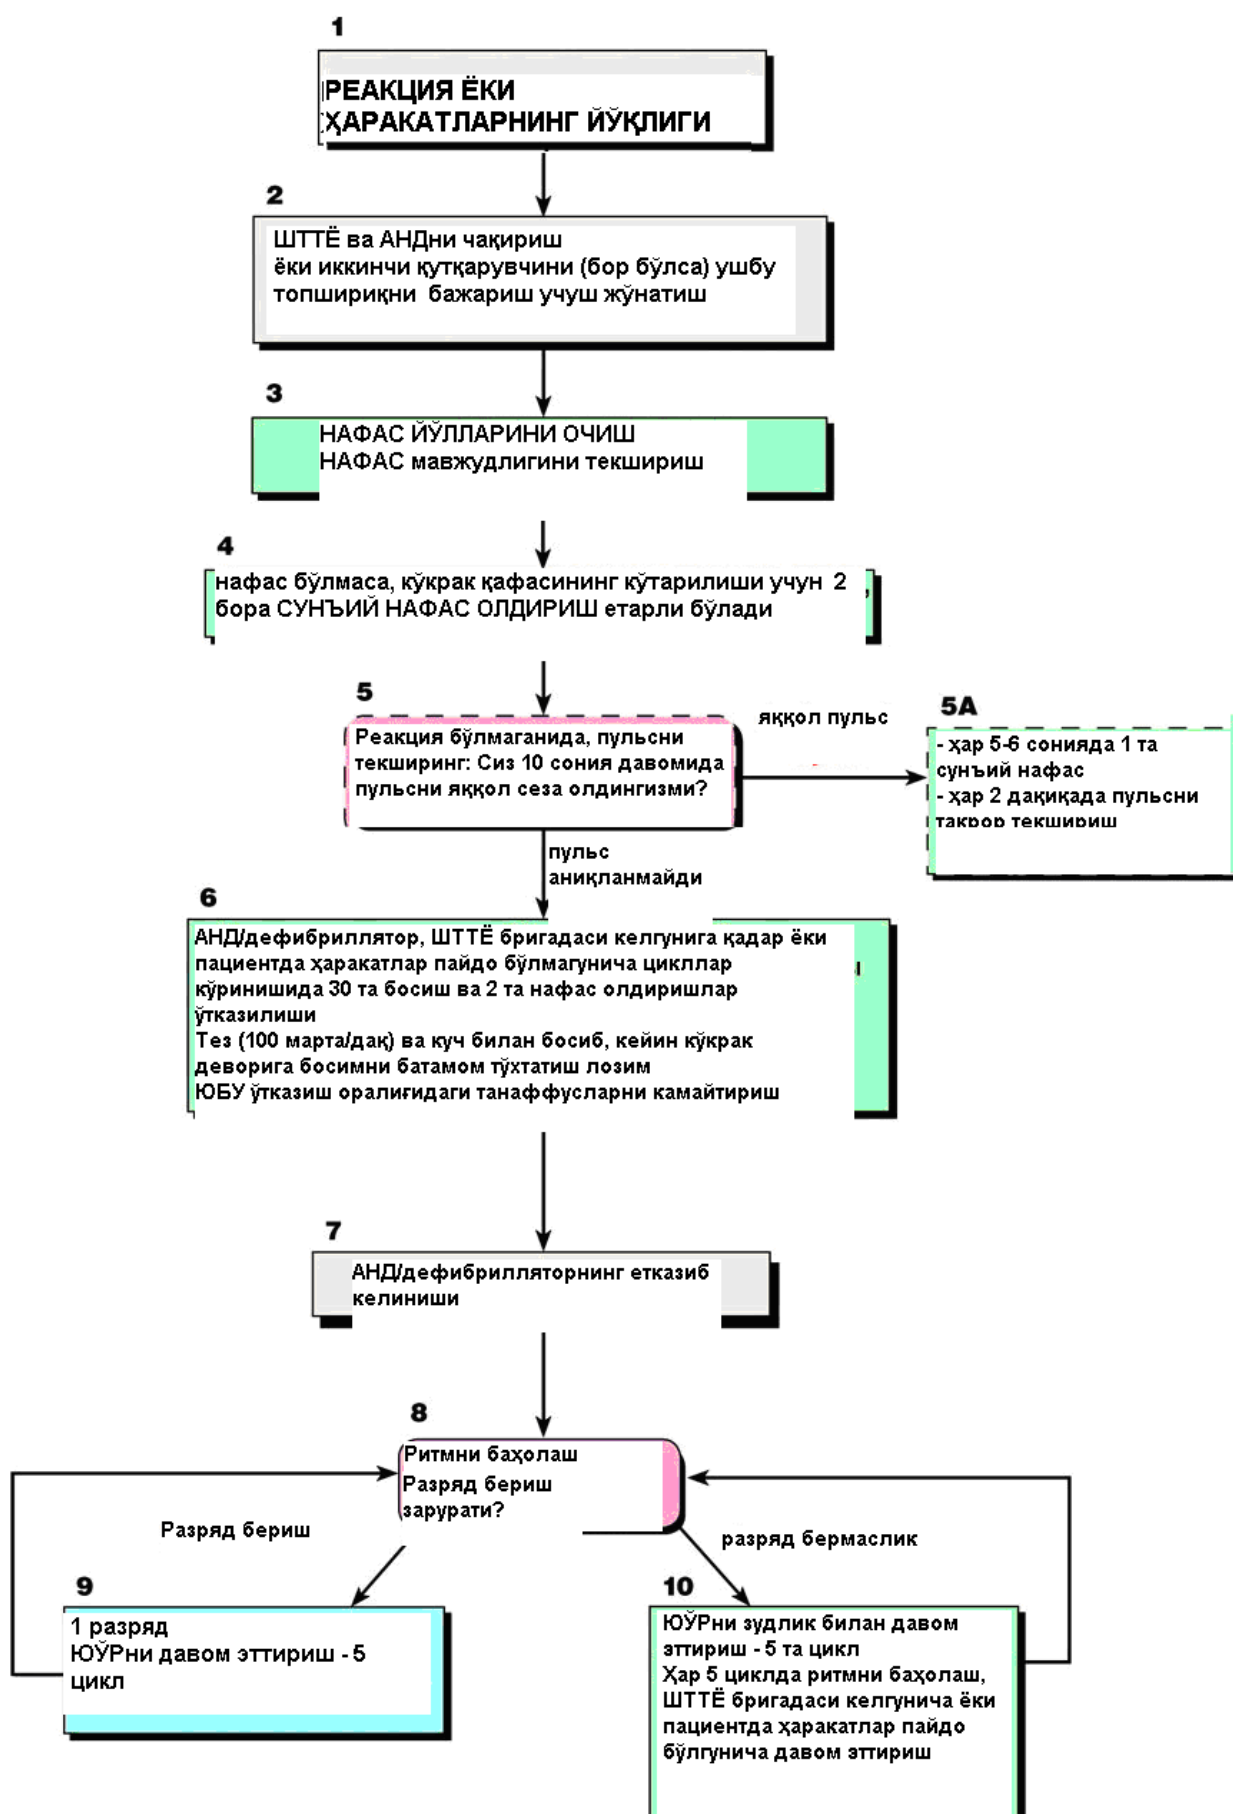 1
РЕАКЦИЯ ЁКИ
ҲАРАКАТЛАРНИНГ ЙЎҚЛИГИ
2
ШТТЁ ва АНДни чақириш
ёки иккинчи қутқарувчини (бор бўлса) ушбу
топшириқни бажариш учуш жўнатиш
3
НАФАС ЙЎЛЛАРИНИ ОЧИШ
НАФАС мавжудлигини текшириш
4
нафас бўлмаса, кўкрак қафасининг кўтарилиши учун 2
бора СУНЪИЙ НАФАС ОЛДИРИШ етарли бўлади
5
Реакция бўлмаганида, пульсни
текширинг: Сиз 10 сония давомида
пульсни яққол сеза олдингизми?
яққол пульс
5А
- ҳар 5-6 сонияда 1 та
сунъий нафас
- ҳар 2 дақиқада пульсни
такрор текшириш
пульс
аниқланмайди
6
АНД/дефибриллятор, ШТТЁ бригадаси келгунига қадар ёки
пациентда ҳаракатлар пайдо бўлмагунича цикллар
кўринишида 30 та босиш ва 2 та нафас олдиришлар
ўтказилиши
Тез (100 марта/дақ) ва куч билан босиб, кейин кўкрак
деворига босимни батамом тўхтатиш лозим
ЮБУ ўтказиш оралиғидаги танаффусларни камайтириш
7
АНД/дефибрилляторнинг етказиб
келиниши
8
Ритмни баҳолаш
Разряд бериш
зарурати?
Разряд бериш
разряд бермаслик
9
1 разряд
ЮЎРни давом эттириш - 5
цикл
10
ЮЎРни зудлик билан давом
эттириш - 5 та цикл
Ҳар 5 циклда ритмни баҳолаш,
ШТТЁ бригадаси келгунича ёки
пациентда ҳаракатлар пайдо
бўлгунича давом эттириш